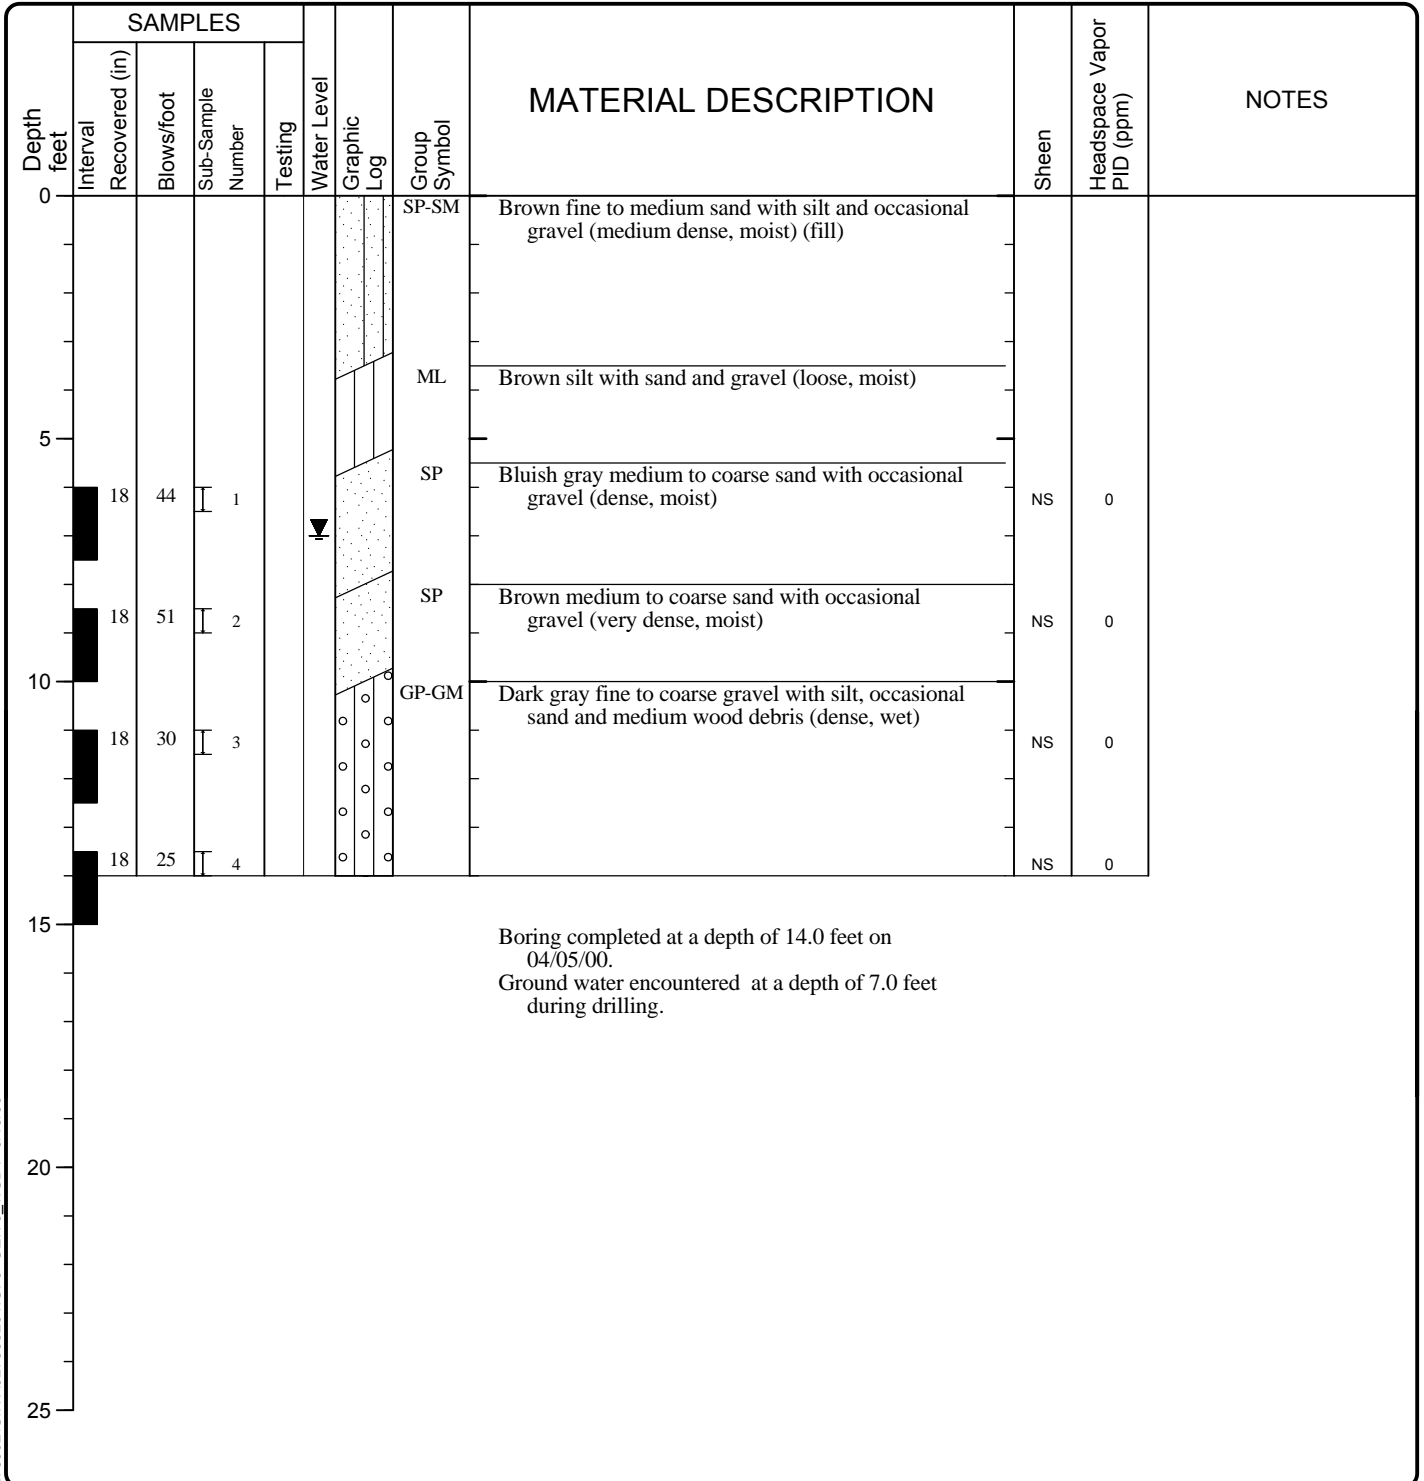 SAMPLES
Depth
feet
Interval
Recovered (in)
Blows/foot
Sub-Sample
Number
Testing
Water Level
Graphic
Log
Group
Symbol
MATERIAL DESCRIPTION
Sheen
Headspace Vapor
PID (ppm)
NOTES
0
SP-SM
Brown fine to medium sand with silt and occasional
gravel (medium dense, moist) (fill)
ML
Brown silt with sand and gravel (loose, moist)
5
SP
Bluish gray medium to coarse sand with occasional
gravel (dense, moist)
18 44 1 NS 0
SP
Brown medium to coarse sand with occasional
gravel (very dense, moist)
18 51 2 NS 0
10
GP-GM
Dark gray fine to coarse gravel with silt, occasional
sand and medium wood debris (dense, wet)
18 30 3 NS 0
18 25 4 NS 0
15
Boring completed at a depth of 14.0 feet on
04/05/00.
Ground water encountered at a depth of 7.0 feet
during drilling.
20
25